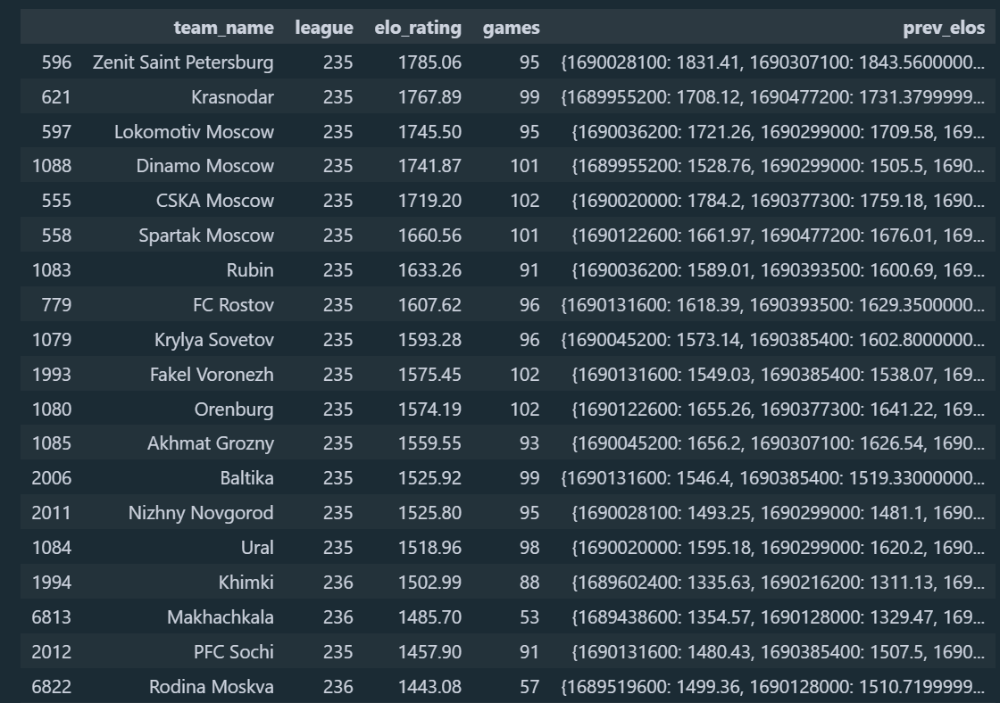 team_name league elo_rating games prev_elos
596 Zenit Saint Petersburg 235 1785.06 95 {1690028100: 1831.41, 1690307100: 1843.5600000...
621 Krasnodar 235 1767.89 99 {1689955200: 1708.12, 1690477200: 1731.3799999...
597 Lokomotiv Moscow 235 1745.50 95 {1690036200: 1721.26, 1690299000: 1709.58, 169...
1088 Dinamo Moscow 235 1741.87 101 {1689955200: 1528.76, 1690299000: 1505.5, 1690...
555 CSKA Moscow 235 1719.20 102 {1690020000: 1784.2, 1690377300: 1759.18, 1690...
558 Spartak Moscow 235 1660.56 101 {1690122600: 1661.97, 1690477200: 1676.01, 169...
1083 Rubin 235 1633.26 91 {1690036200: 1589.01, 1690393500: 1600.69, 169...
779 FC Rostov 235 1607.62 96 {1690131600: 1618.39, 1690393500: 1629.3500000...
1079 Krylya Sovetov 235 1593.28 96 {1690045200: 1573.14, 1690385400: 1602.8000000...
1993 Fakel Voronezh 235 1575.45 102 {1690131600: 1549.03, 1690385400: 1538.07, 169...
1080 Orenburg 235 1574.19 102 {1690122600: 1655.26, 1690377300: 1641.22, 169...
1085 Akhmat Grozny 235 1559.55 93 {1690045200: 1656.2, 1690307100: 1626.54, 1690...
2006 Baltika 235 1525.92 99 {1690131600: 1546.4, 1690385400: 1519.33000000...
2011 Nizhny Novgorod 235 1525.80 95 {1690028100: 1493.25, 1690299000: 1481.1, 1690...
1084 Ural 235 1518.96 98 {1690020000: 1595.18, 1690299000: 1620.2, 1690...
1994 Khimki 236 1502.99 88 {1689602400: 1335.63, 1690216200: 1311.13, 169...
6813 Makhachkala 236 1485.70 53 {1689438600: 1354.57, 1690128000: 1329.47, 169...
2012 PFC Sochi 235 1457.90 91 {1690131600: 1480.43, 1690385400: 1507.5, 1690...
6822 Rodina Moskva 236 1443.08 57 {1689519600: 1499.36, 1690128000: 1510.7199999...